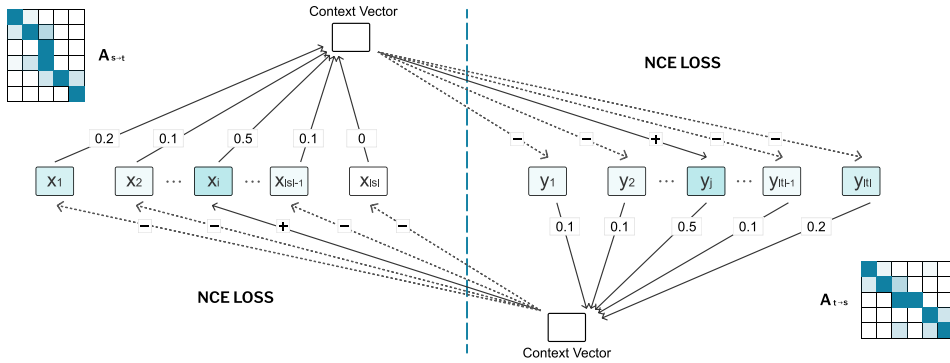 Context Vector
A s→t
NCE LOSS
0.2 0.1 0.5 0.1 0
− − + − −
x1 x2 ... xi ... x|s|-1 x|s|
y1 y2 ... yj ... y|t|-1 y|t|
− − + − −
0.1 0.1 0.5 0.1 0.2
NCE LOSS
A t→s
Context Vector